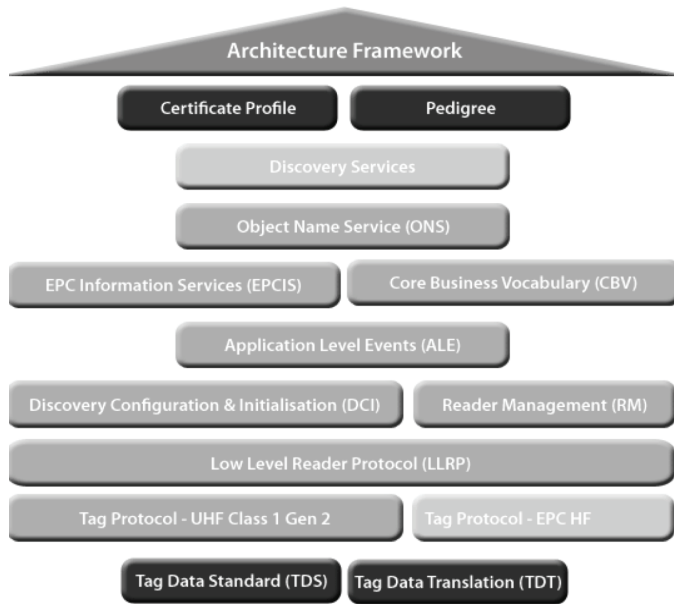 Architecture Framework
Certificate Profile
Pedigree
Discovery Services
Object Name Service (ONS)
EPC Information Services (EPCIS)
Core Business Vocabulary (CBV)
Application Level Events (ALE)
Discovery Configuration & Initialisation (DCI)
Reader Management (RM)
Low Level Reader Protocol (LLRP)
Tag Protocol - UHF Class 1 Gen 2
Tag Protocol - EPC HF
Tag Data Standard (TDS)
Tag Data Translation (TDT)